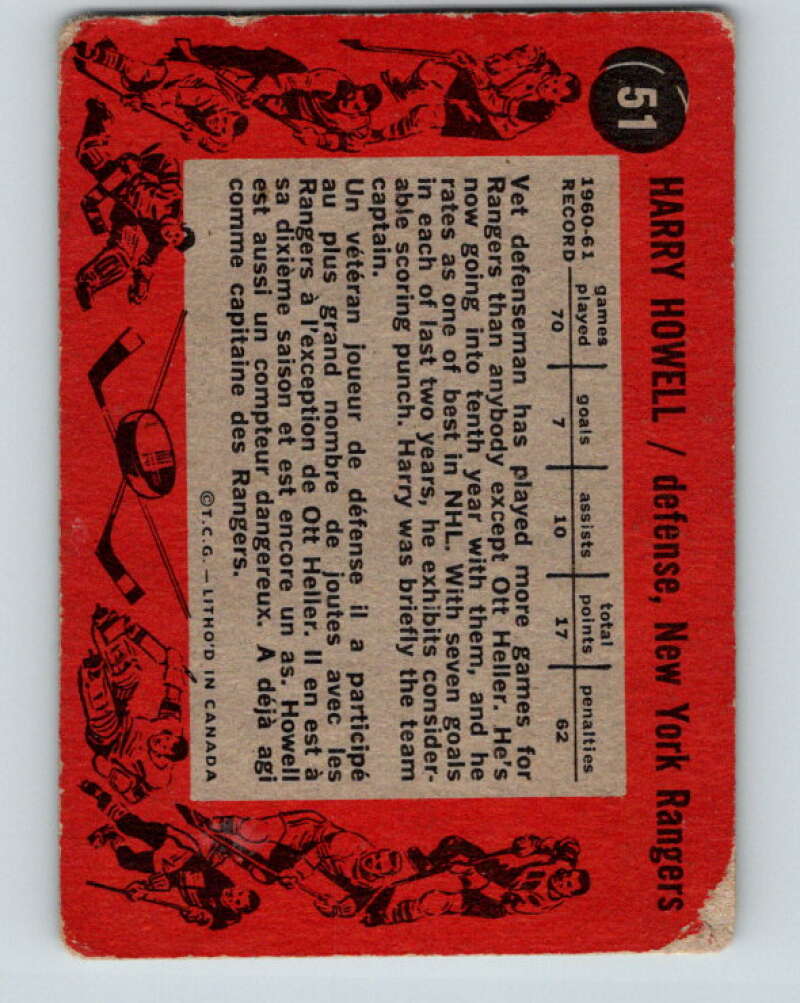 51
HARRY HOWELL / defense, New York Rangers
1960-61 RECORD
games played goals assists total points penalties
70 7 10 17 62
Vet defenseman has played more games for
Rangers than anybody except Ott Heller. He's
now going into tenth year with them, and he
rates as one of best in NHL. With seven goals
in each of last two years, he exhibits consider-
able scoring punch. Harry was briefly the team
captain.
Un vétéran joueur de défense il a participé
au plus grand nombre de joutes avec les
Rangers à l'exception de Ott Heller. Il en est à
sa dixième saison et est encore un as. Howell
est aussi un compteur dangereux. A déjà agi
comme capitaine des Rangers.
©T.C.G. — LITHO'D IN CANADA